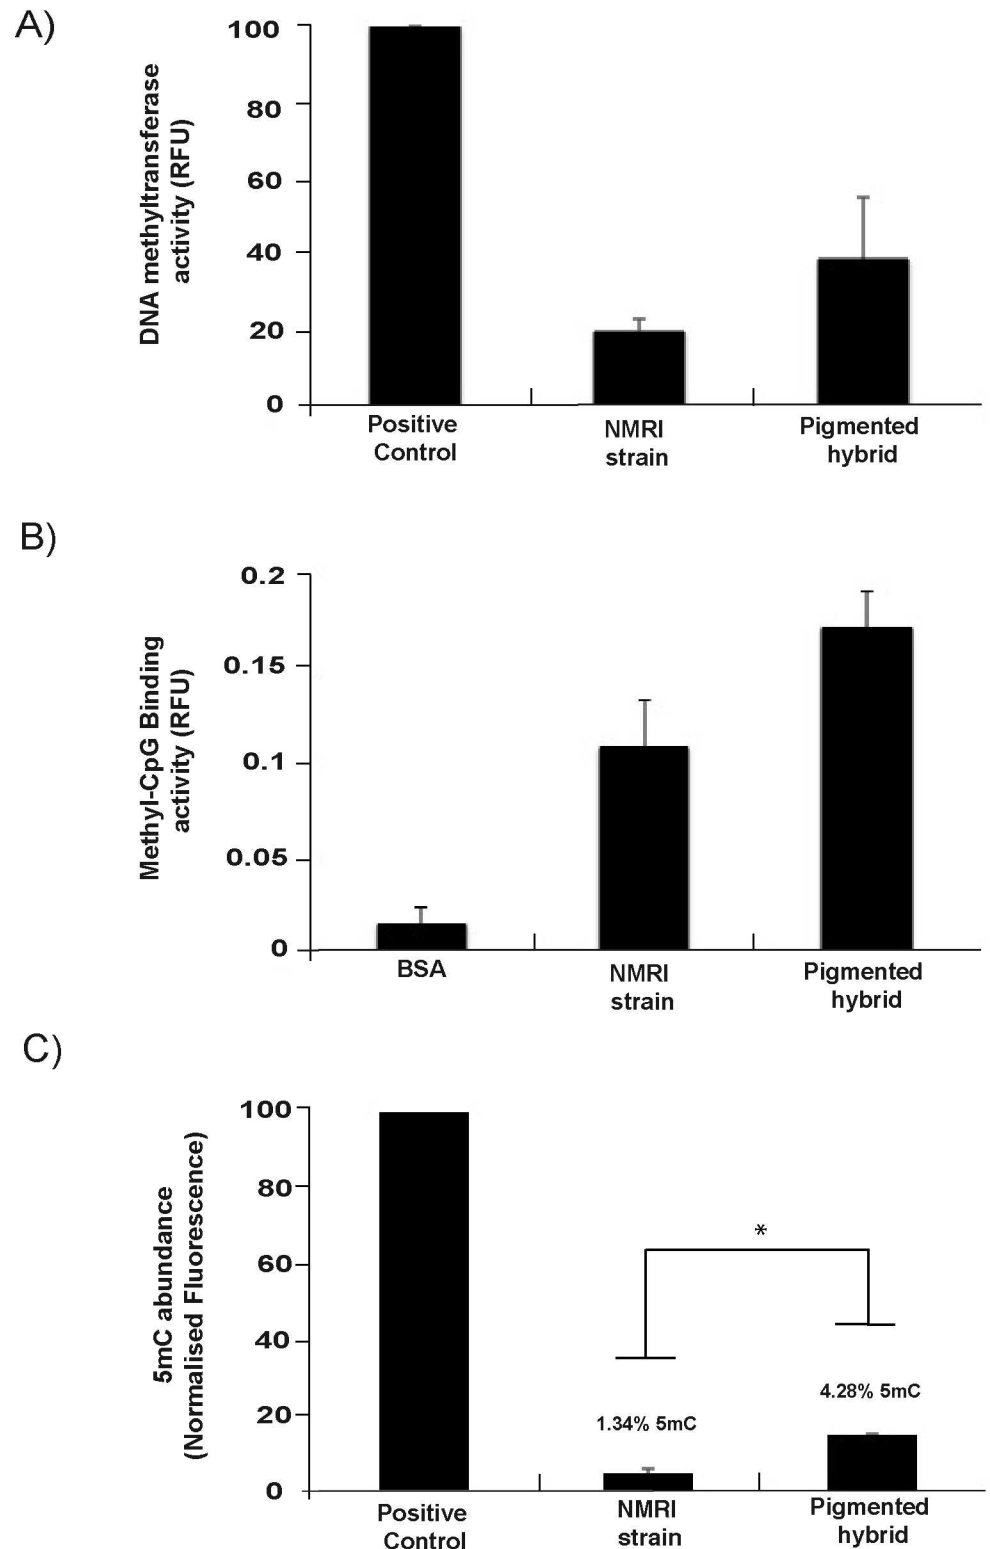 A)
DNA methyltransferase
activity (RFU)
100
80
60
40
20
0
Positive
Control
NMRI
strain
Pigmented
hybrid
B)
Methyl-CpG Binding
activity (RFU)
0.2
0.15
0.1
0.05
0
BSA
NMRI
strain
Pigmented
hybrid
C)
5mC abundance
(Normalised Fluorescence)
100
80
60
40
20
0
*
1.34% 5mC
4.28% 5mC
Positive
Control
NMRI
strain
Pigmented
hybrid